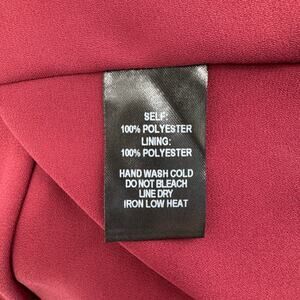 SELF:
100% POLYESTER
LINING:
100% POLYESTER
HAND WASH COLD
DO NOT BLEACH
LINE DRY
IRON LOW HEAT